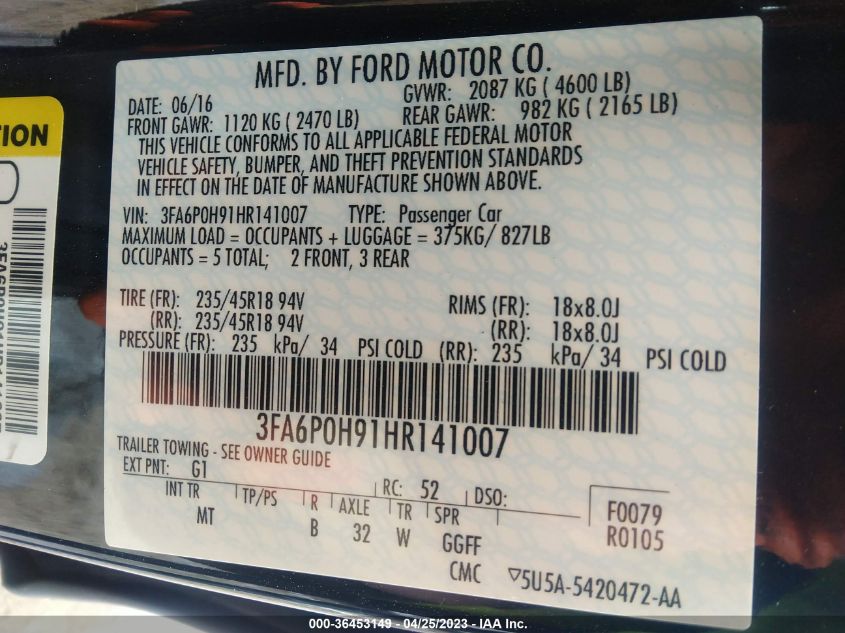 MFD. BY FORD MOTOR CO.
DATE: 06/16 GVWR: 2087 KG ( 4600 LB)
FRONT GAWR: 1120 KG ( 2470 LB) REAR GAWR: 982 KG ( 2165 LB)
THIS VEHICLE CONFORMS TO ALL APPLICABLE FEDERAL MOTOR
VEHICLE SAFETY, BUMPER, AND THEFT PREVENTION STANDARDS
IN EFFECT ON THE DATE OF MANUFACTURE SHOWN ABOVE.
VIN: 3FA6P0H91HR141007 TYPE: Passenger Car
MAXIMUM LOAD = OCCUPANTS + LUGGAGE = 375KG/ 827LB
OCCUPANTS = 5 TOTAL; 2 FRONT, 3 REAR
TIRE (FR): 235/45R18 94V RIMS (FR): 18x8.0J
(RR): 235/45R18 94V (RR): 18x8.0J
PRESSURE (FR): 235 kPa/ 34 PSI COLD (RR): 235 kPa/ 34 PSI COLD
3FA6P0H91HR141007
TRAILER TOWING - SEE OWNER GUIDE
EXT PNT: G1 RC: 52 DSO:
INT TR TP/PS R AXLE TR SPR F0079
MT B 32 W GGFF R0105
CMC ▽5U5A-5420472-AA
TION
000-36453149 - 04/25/2023 - IAA, Inc.